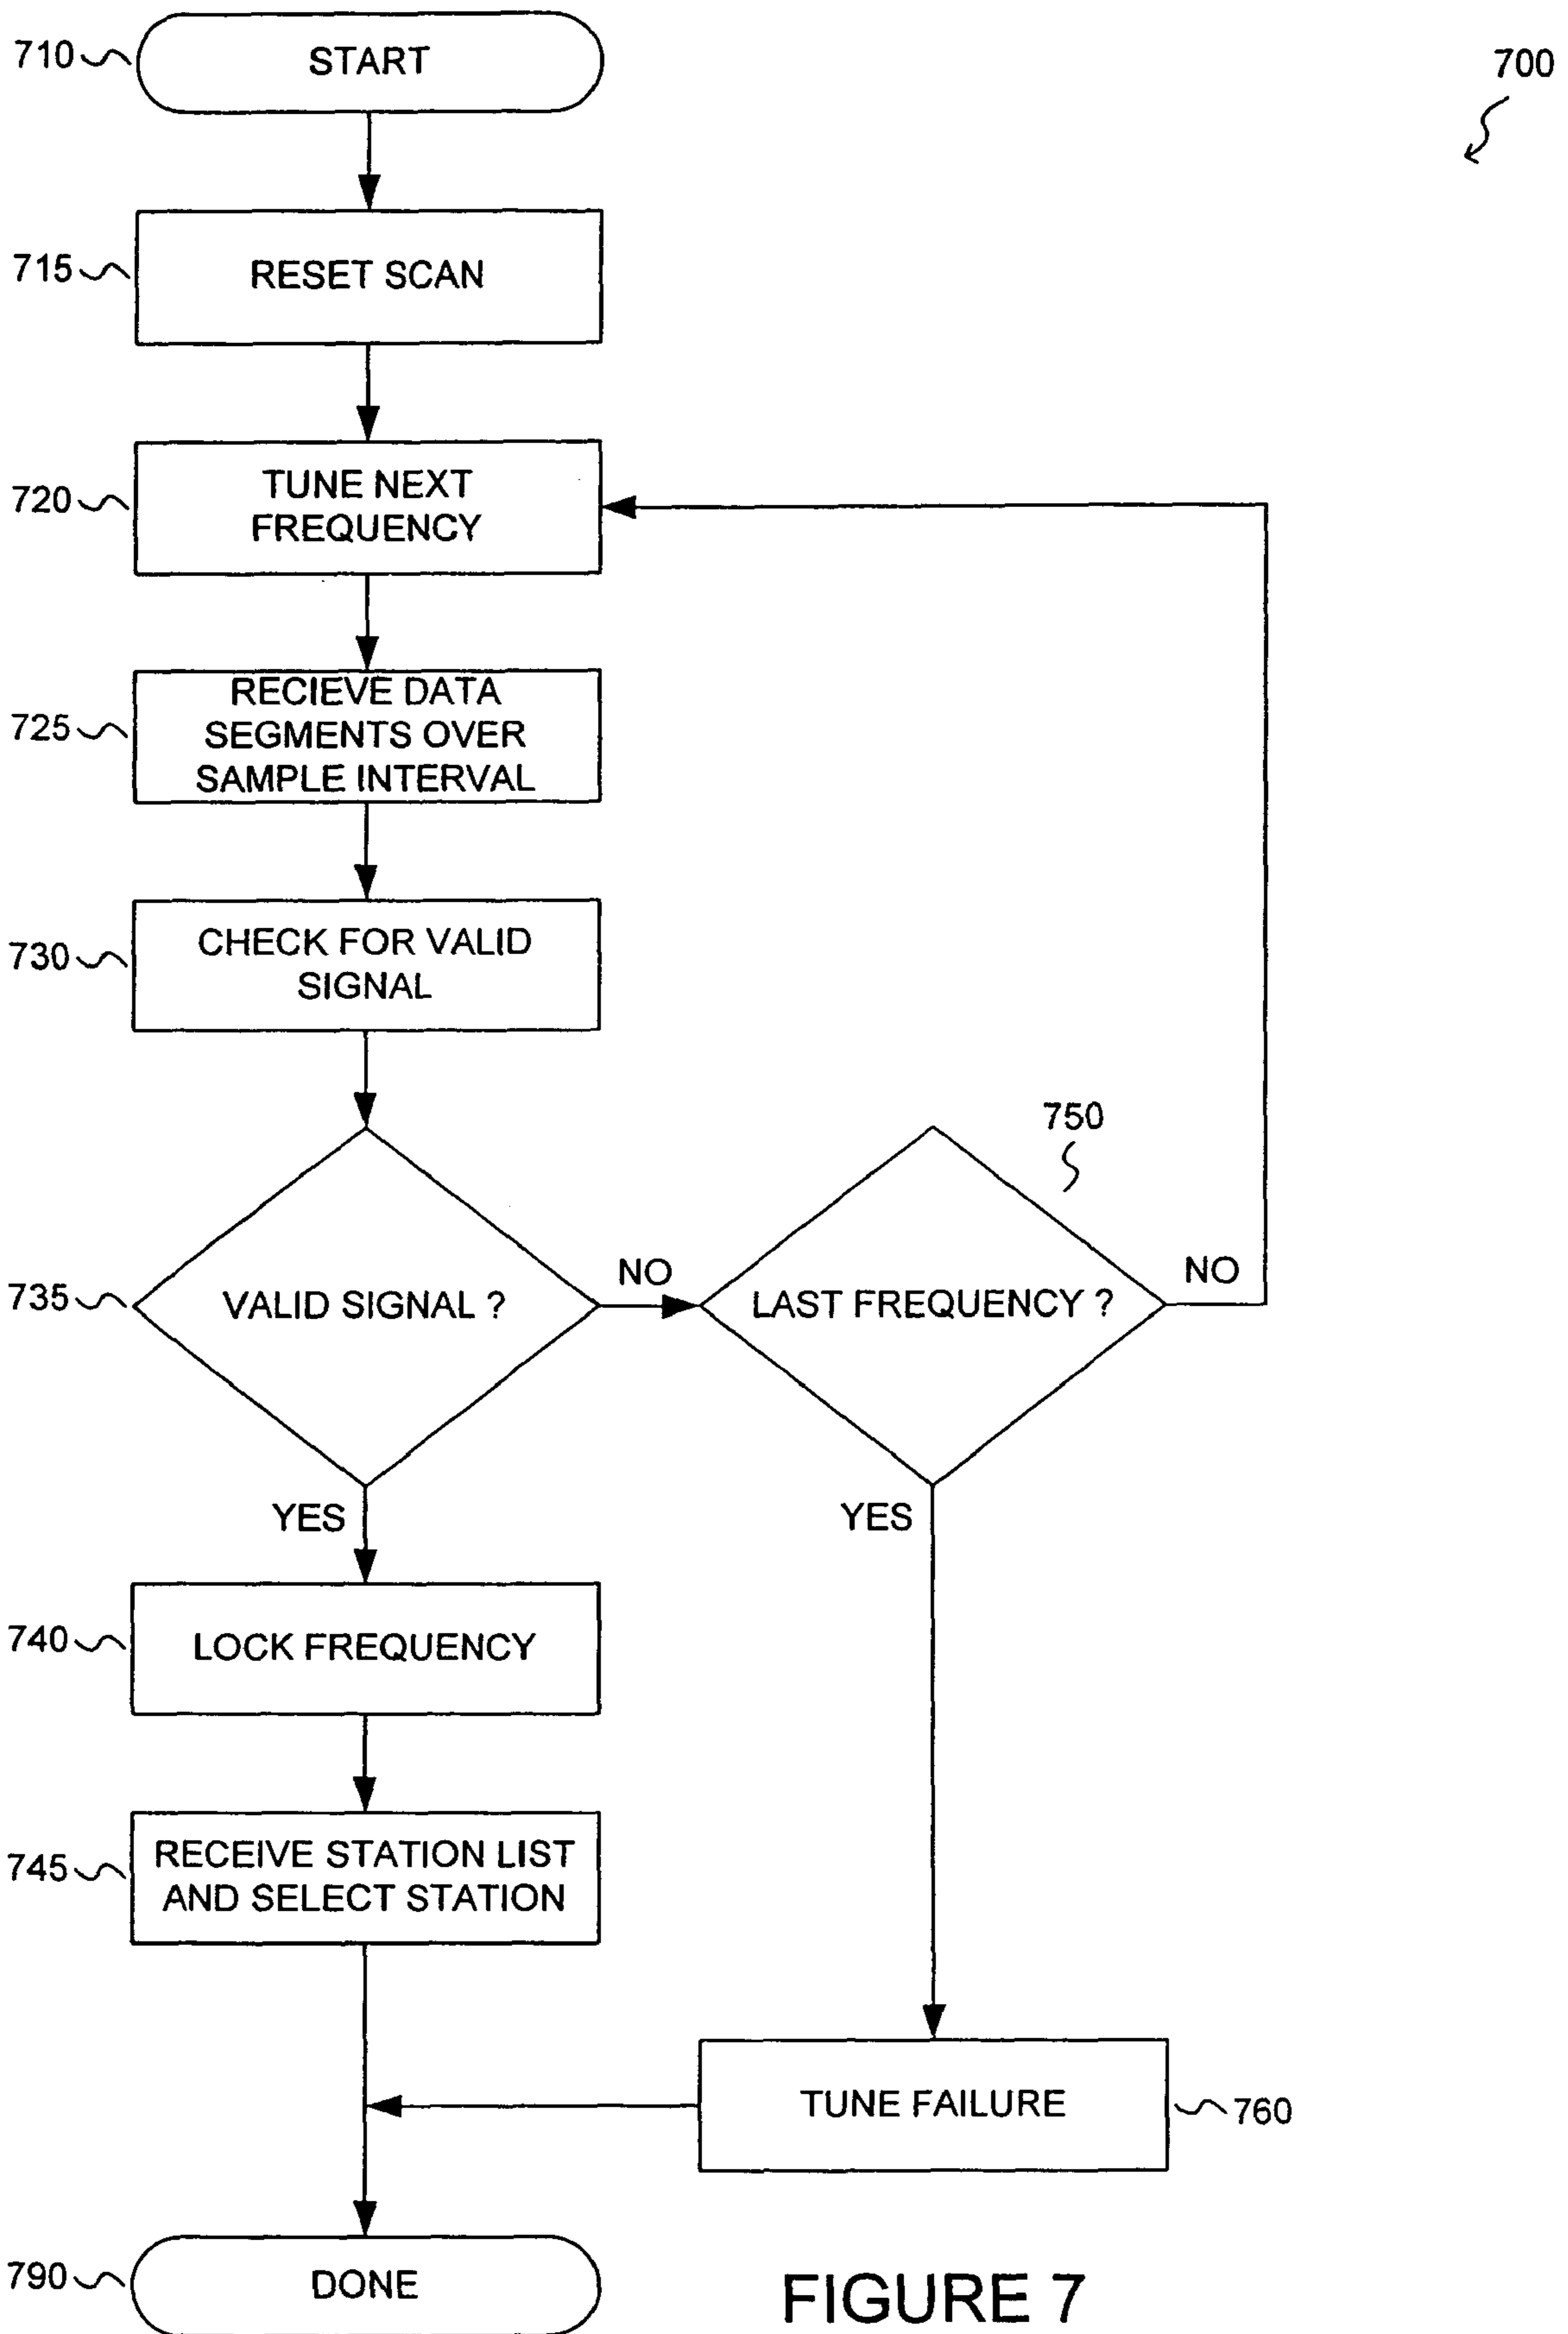 710
START
700
715
RESET SCAN
720
TUNE NEXT
FREQUENCY
725
RECIEVE DATA
SEGMENTS OVER
SAMPLE INTERVAL
730
CHECK FOR VALID
SIGNAL
750
735
VALID SIGNAL ?
NO
LAST FREQUENCY ?
NO
YES
YES
740
LOCK FREQUENCY
745
RECEIVE STATION LIST
AND SELECT STATION
TUNE FAILURE
760
790
DONE
FIGURE 7